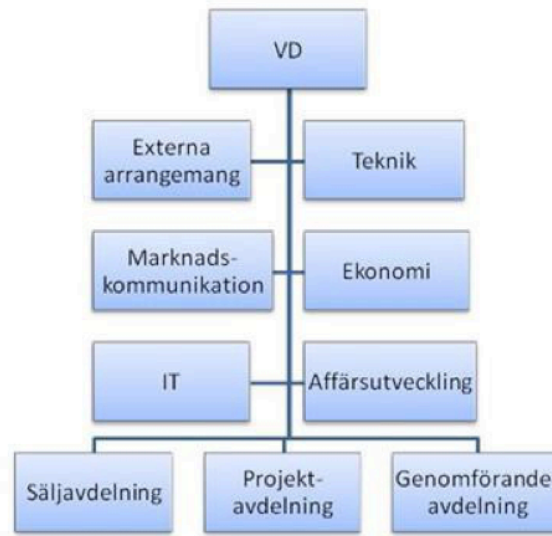 VD
Externa
arrangemang
Teknik
Marknads-
kommunikation
Ekonomi
IT
Affärsutveckling
Säljavdelning
Projekt-
avdelning
Genomförande
avdelning